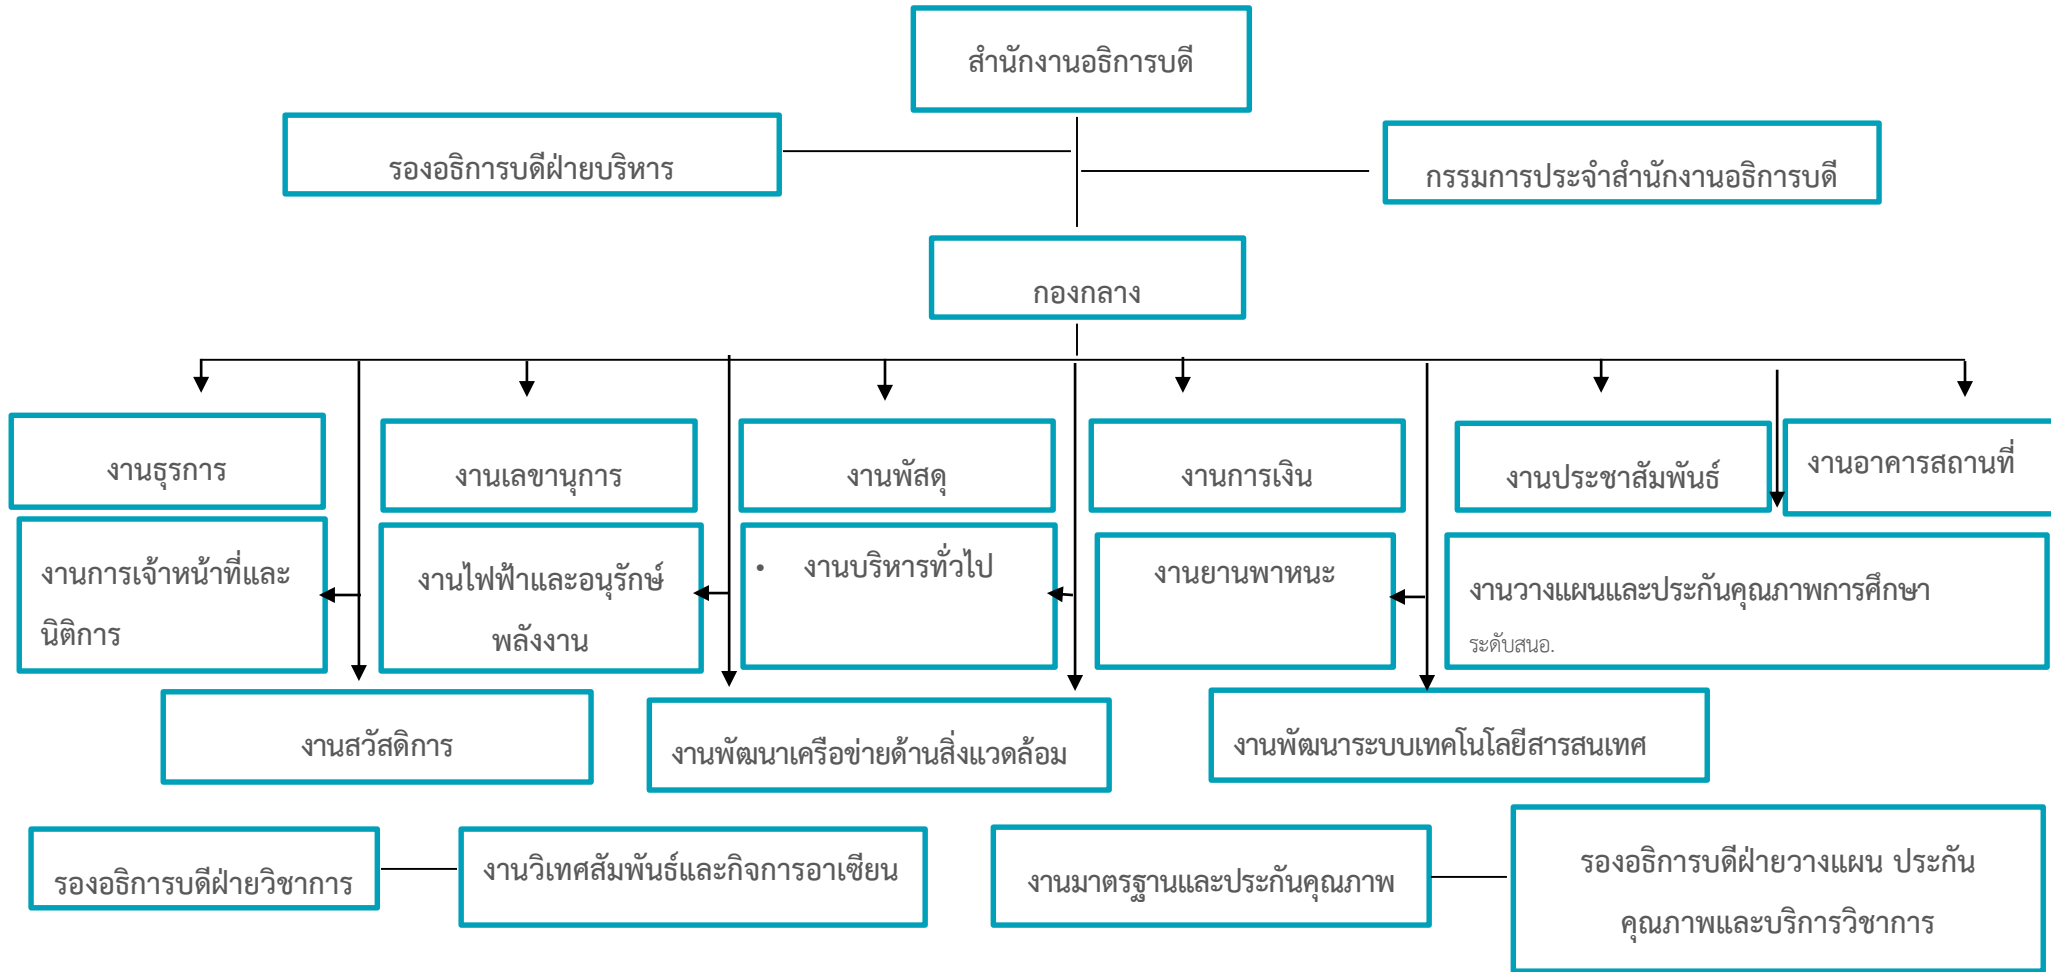 สำนักงานอธิการบดี
รองอธิการบดีฝ่ายบริหาร
กรรมการประจำสำนักงานอธิการบดี
กองกลาง
งานธุรการ
งานเลขานุการ
งานพัสดุ
งานการเงิน
งานประชาสัมพันธ์
งานอาคารสถานที่
งานการเจ้าหน้าที่และ
นิติการ
งานไฟฟ้าและอนุรักษ์
พลังงาน
• งานบริหารทั่วไป
งานยานพาหนะ
งานวางแผนและประกันคุณภาพการศึกษา
ระดับสนอ.
งานสวัสดิการ
งานพัฒนาเครือข่ายด้านสิ่งแวดล้อม
งานพัฒนาระบบเทคโนโลยีสารสนเทศ
รองอธิการบดีฝ่ายวิชาการ
งานวิเทศสัมพันธ์และกิจการอาเซียน
งานมาตรฐานและประกันคุณภาพ
รองอธิการบดีฝ่ายวางแผน ประกัน
คุณภาพและบริการวิชาการ